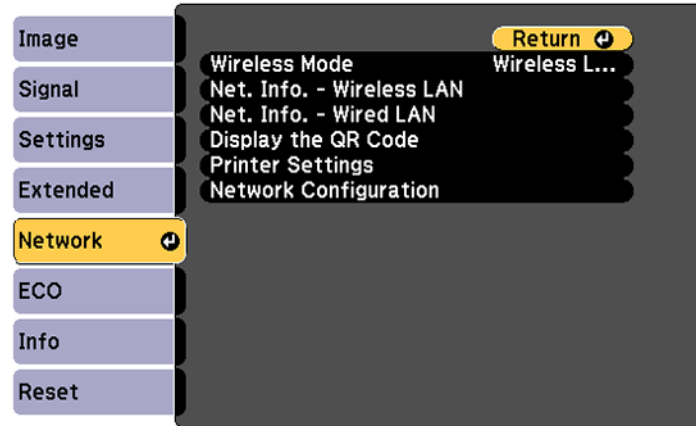 Image
Signal
Settings
Extended
Network
ECO
Info
Reset
Return
Wireless Mode Wireless L...
Net. Info. - Wireless LAN
Net. Info. - Wired LAN
Display the QR Code
Printer Settings
Network Configuration